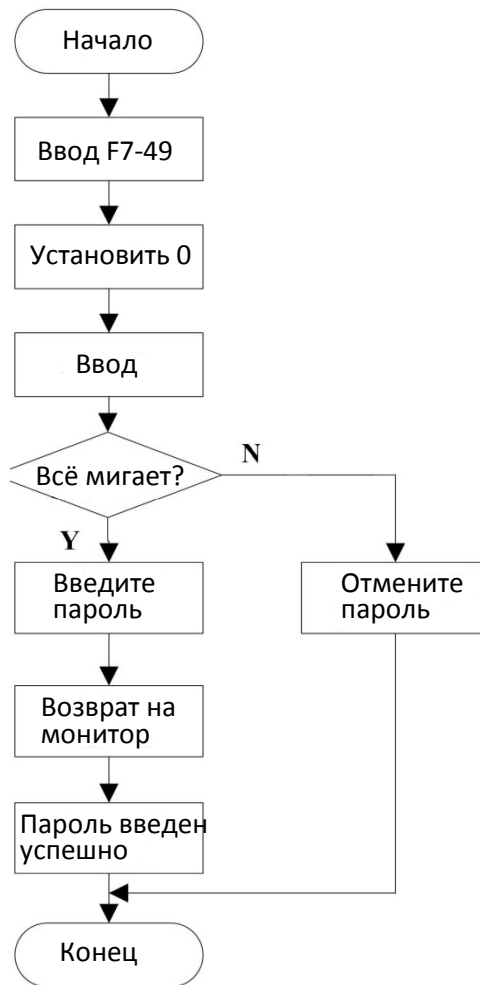 Начало
Ввод F7-49
Установить 0
Ввод
Всё мигает?
N
Y
Введите
пароль
Отмените
пароль
Возврат на
монитор
Пароль введен
успешно
Конец